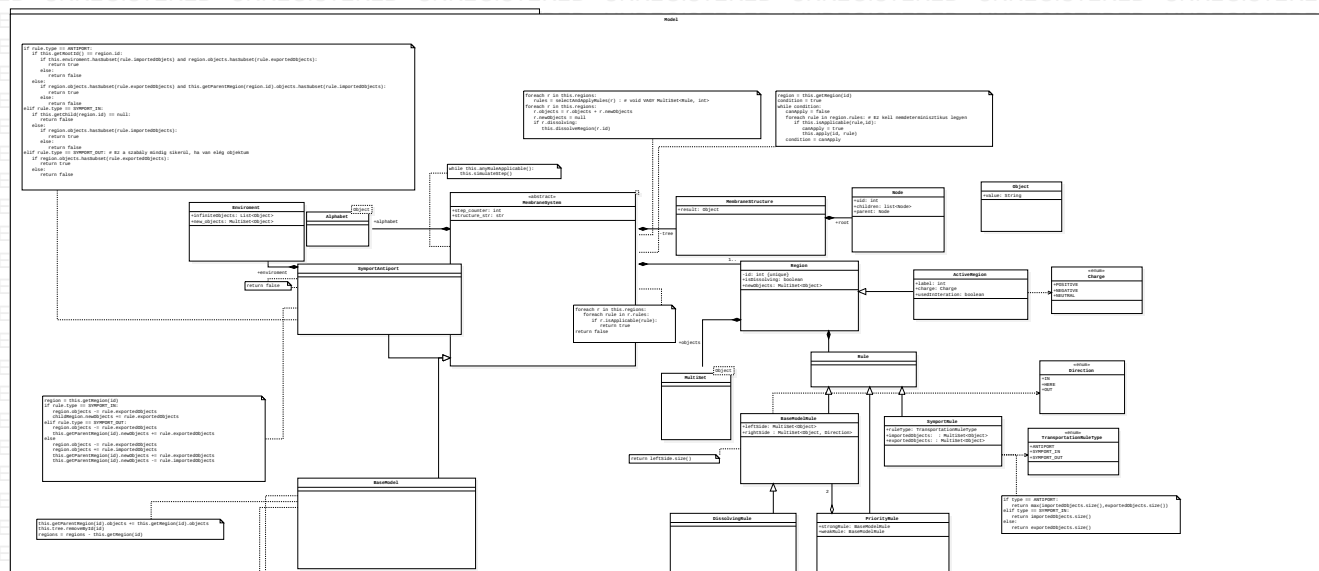 Model
if rule.type == ANTIPORT:
if this.getRootId() == region.id:
if this.enviroment.hasSubset(rule.importedObjets) and region.objects.hasSubset(rule.exportedObjects):
return true
else:
return false
else:
if region.objects.hasSubset(rule.exportedObjects) and this.getParentRegion(region.id).objects.hasSubset(rule.importedObjects):
return true
else:
return false
elif rule.type == SYMPORT_IN:
if this.getChild(region.id) == null:
return false
else:
if region.objects.hasSubset(rule.importedObjects):
return true
else:
return false
elif rule.type == SYMPORT_OUT: # Ez a szabály mindig sikerül, ha van elég objektum
if region.objects.hasSubset(rule.exportedObjects):
return true
else:
return false
foreach r in this.regions:
rules = selectAndApplyRules(r) : # void VAGY MultiSet<Rule, int>
foreach r in this.regions:
r.objects = r.objects + r.newObjects
r.newObjects = null
if r.dissolving:
this.dissolveRegion(r.id)
region = this.getRegion(id)
condition = true
while condition:
canApply = false
foreach rule in region.rules: # Ez kell nemdeterminisztikus legyen
if this.isApplicable(rule,id):
canApply = true
this.apply(id, rule)
condition = canApply
while this.anyRuleApplicable():
this.simulateStep()
Enviroment
+infiniteObjects: List<Object>
+new_objects: MultiSet<Object>
Object
Alphabet
+alphabet
«abstract»
MembraneSystem
+step_counter: int
+structure_str: str
-tree
MembraneStructure
+result: Object
+root
Node
+uid: int
+children: list<Node>
+parent: Node
Object
+value: String
+enviroment
return false
SymportAntiport
1..
Region
-id: int {unique}
+isDissolving: boolean
+newObjects: MultiSet<Object>
ActiveRegion
+label: int
+charge: Charge
+usedInIteration: boolean
«enum»
Charge
+POSITIVE
+NEGATIVE
+NEUTRAL
foreach r in this.regions:
foreach rule in r.rules:
if r.isApplicable(rule):
return true
return false
+objects
Object
MultiSet
Rule
«enum»
Direction
+IN
+HERE
+OUT
region = this.getRegion(id)
if rule.type == SYMPORT_IN:
region.objects -= rule.exportedObjects
childRegion.newObjects += rule.exportedObjects
elif rule.type == SYMPORT_OUT:
region.objects -= rule.exportedObjects
this.getParentRegion(id).newObjects += rule.exportedObjects
else
region.objects -= rule.exportedObjects
region.objects += rule.importObjects
this.getParentRegion(id).newObjects += rule.exportedObjects
this.getParentRegion(id).newObjects -= rule.importedObjects
BaseModelRule
+leftSide: MultiSet<Object>
+rightSide : MultiSet<Object, Direction>
return leftSide.size()
SymportRule
+ruleType: TransportationRuleType
+importedObjects: : MultiSet<Object>
+exportedObjects: : MultiSet<Object>
«enum»
TransportationRuleType
+ANTIPORT
+SYMPORT_IN
+SYMPORT_OUT
BaseModel
2
this.getParentRegion(id).objects += this.getRegion(id).objects
this.tree.removeById(id)
regions = regions - this.getRegion(id)
DissolvingRule
PriorityRule
+strongRule: BaseModelRule
+weakRule: BaseModelRule
if type == ANTIPORT:
return max(importedObjects.size(),exportedObjects.size())
elif type == SYMPORT_IN:
return importedObjects.size()
else:
return exportedObjects.size()